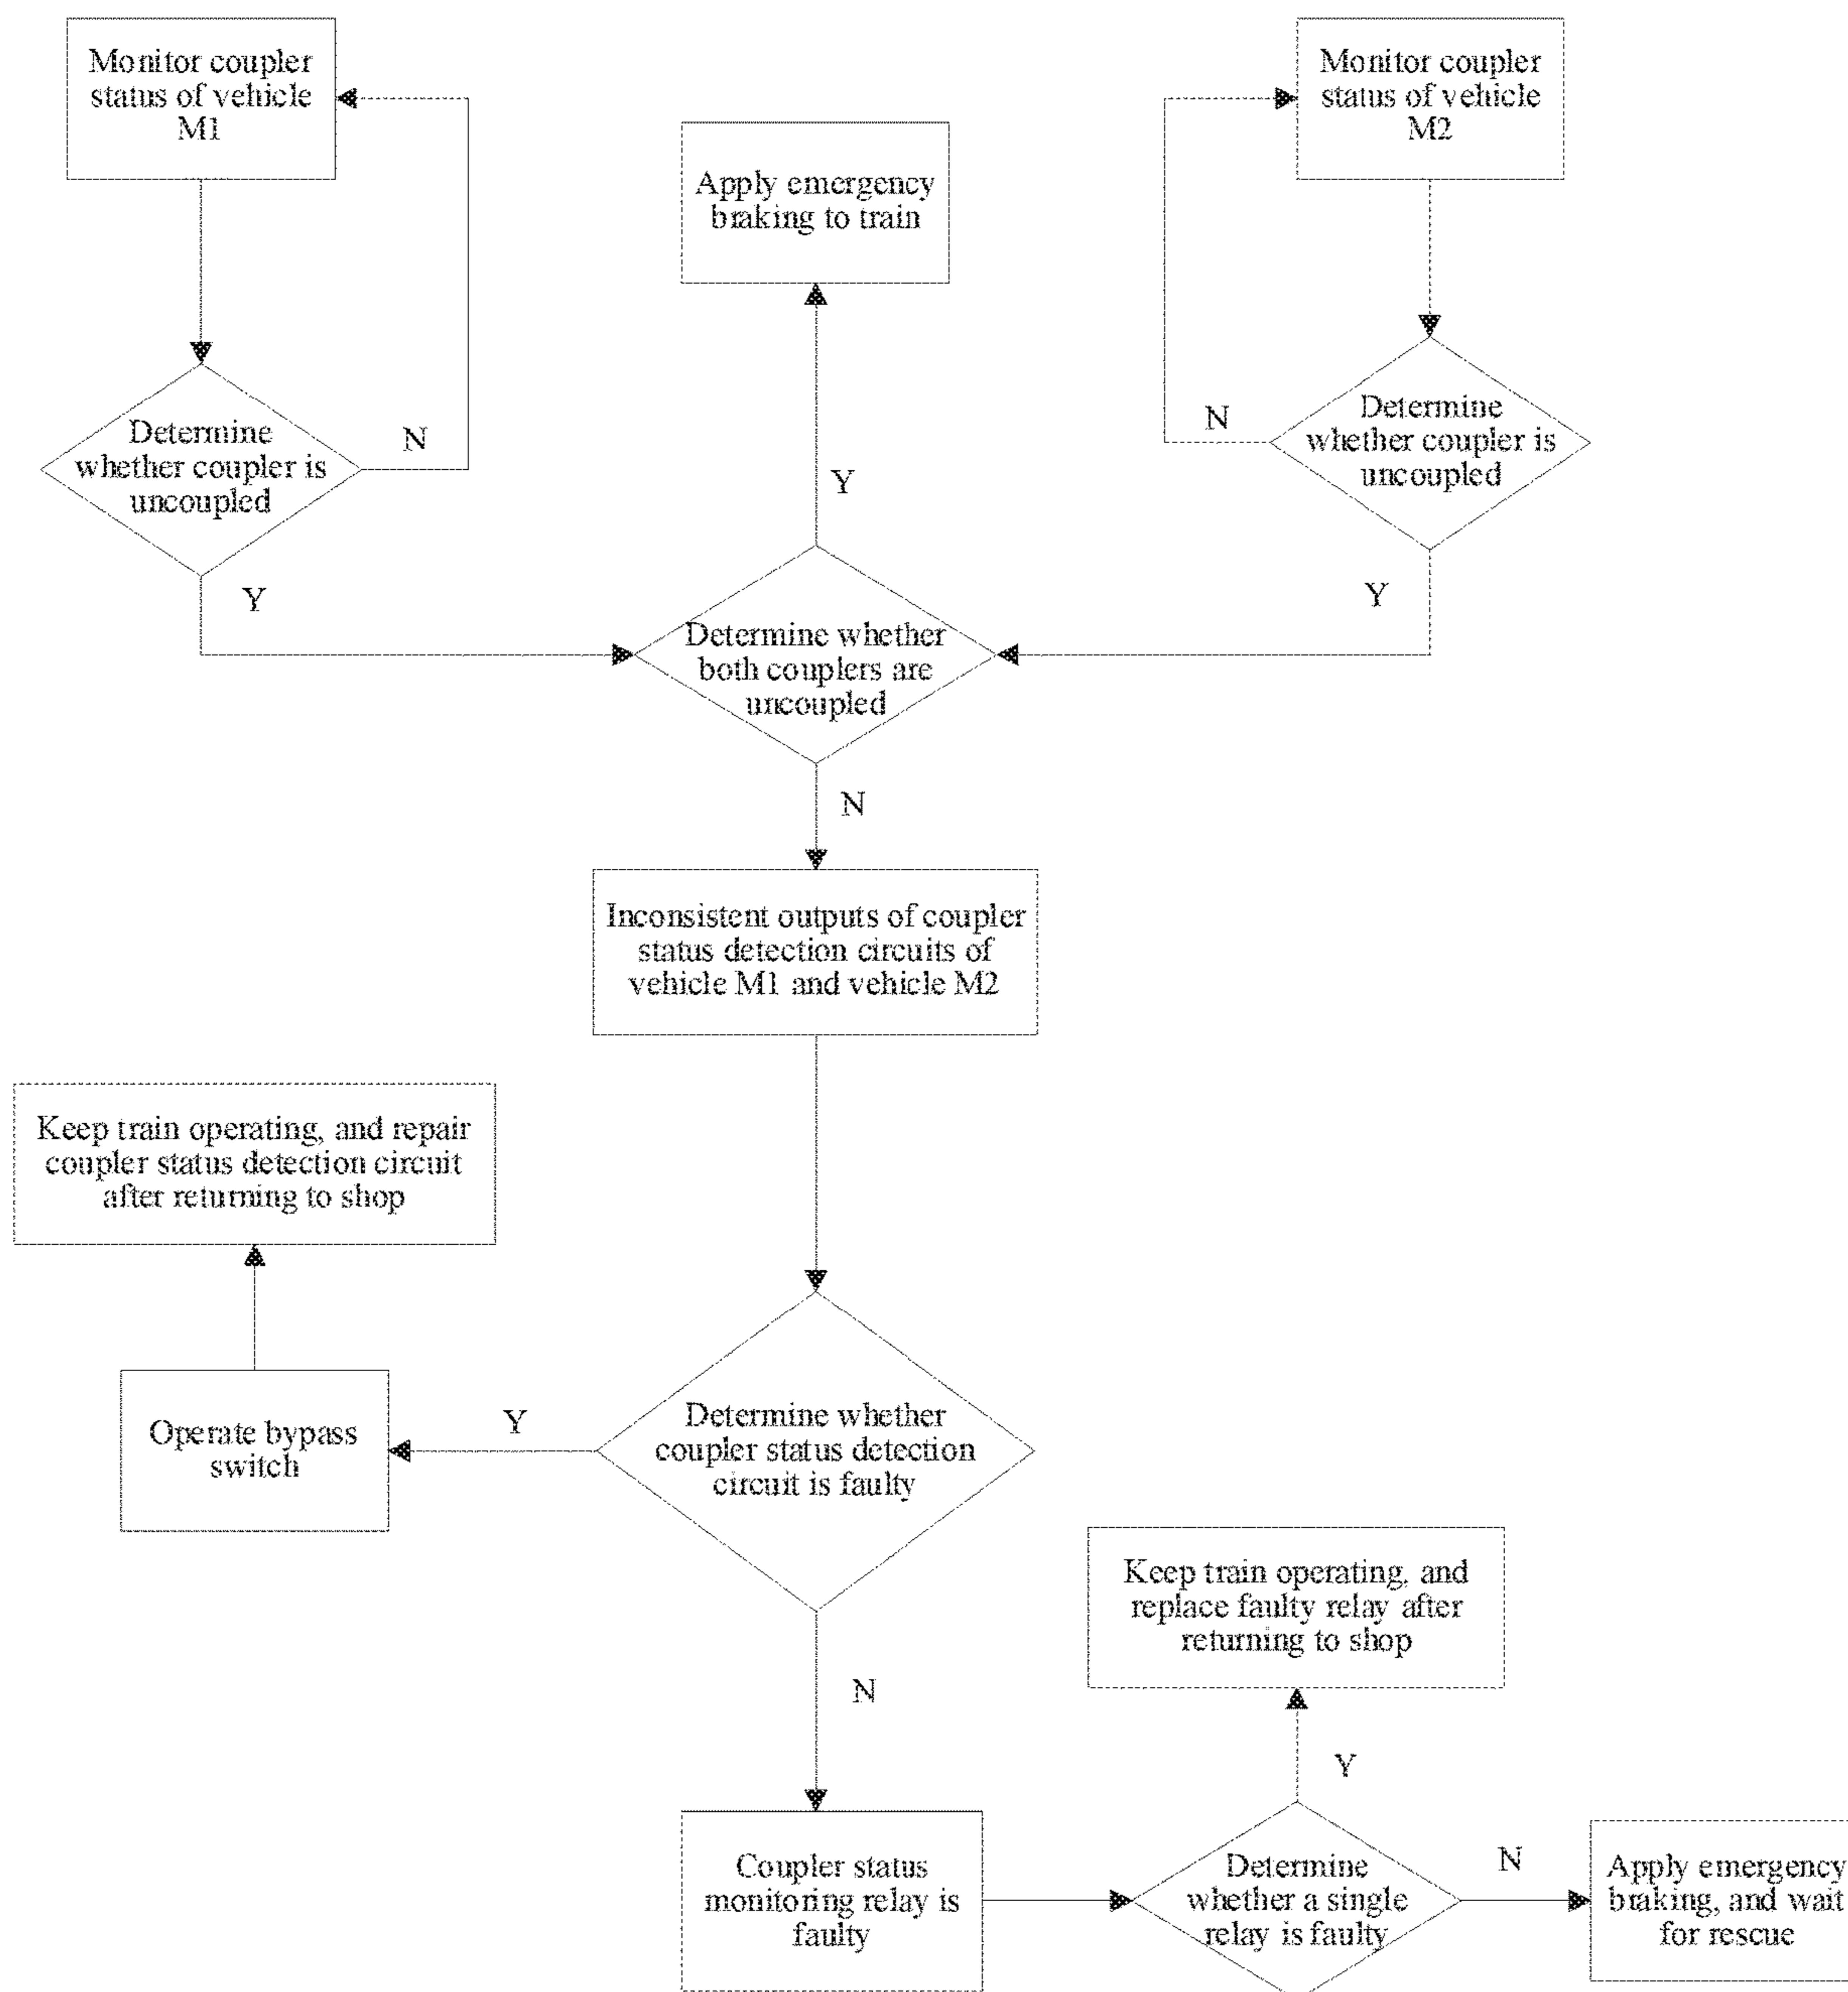 Monitor coupler
status of vehicle
M1
Monitor coupler
status of vehicle
M2
Apply emergency
braking to train
Determine
whether coupler is
uncoupled
N
Y
Determine
whether coupler is
uncoupled
N
Y
Y
Determine whether
both couplers are
uncoupled
N
Inconsistent outputs of coupler
status detection circuits of
vehicle M1 and vehicle M2
Keep train operating, and repair
coupler status detection circuit
after returning to shop
Operate bypass
switch
Y
Determine whether
coupler status detection
circuit is faulty
N
Keep train operating, and
replace faulty relay after
returning to shop
Y
Coupler status
monitoring relay is
faulty
Determine
whether a single
relay is faulty
N
Apply emergency
braking, and wait
for rescue